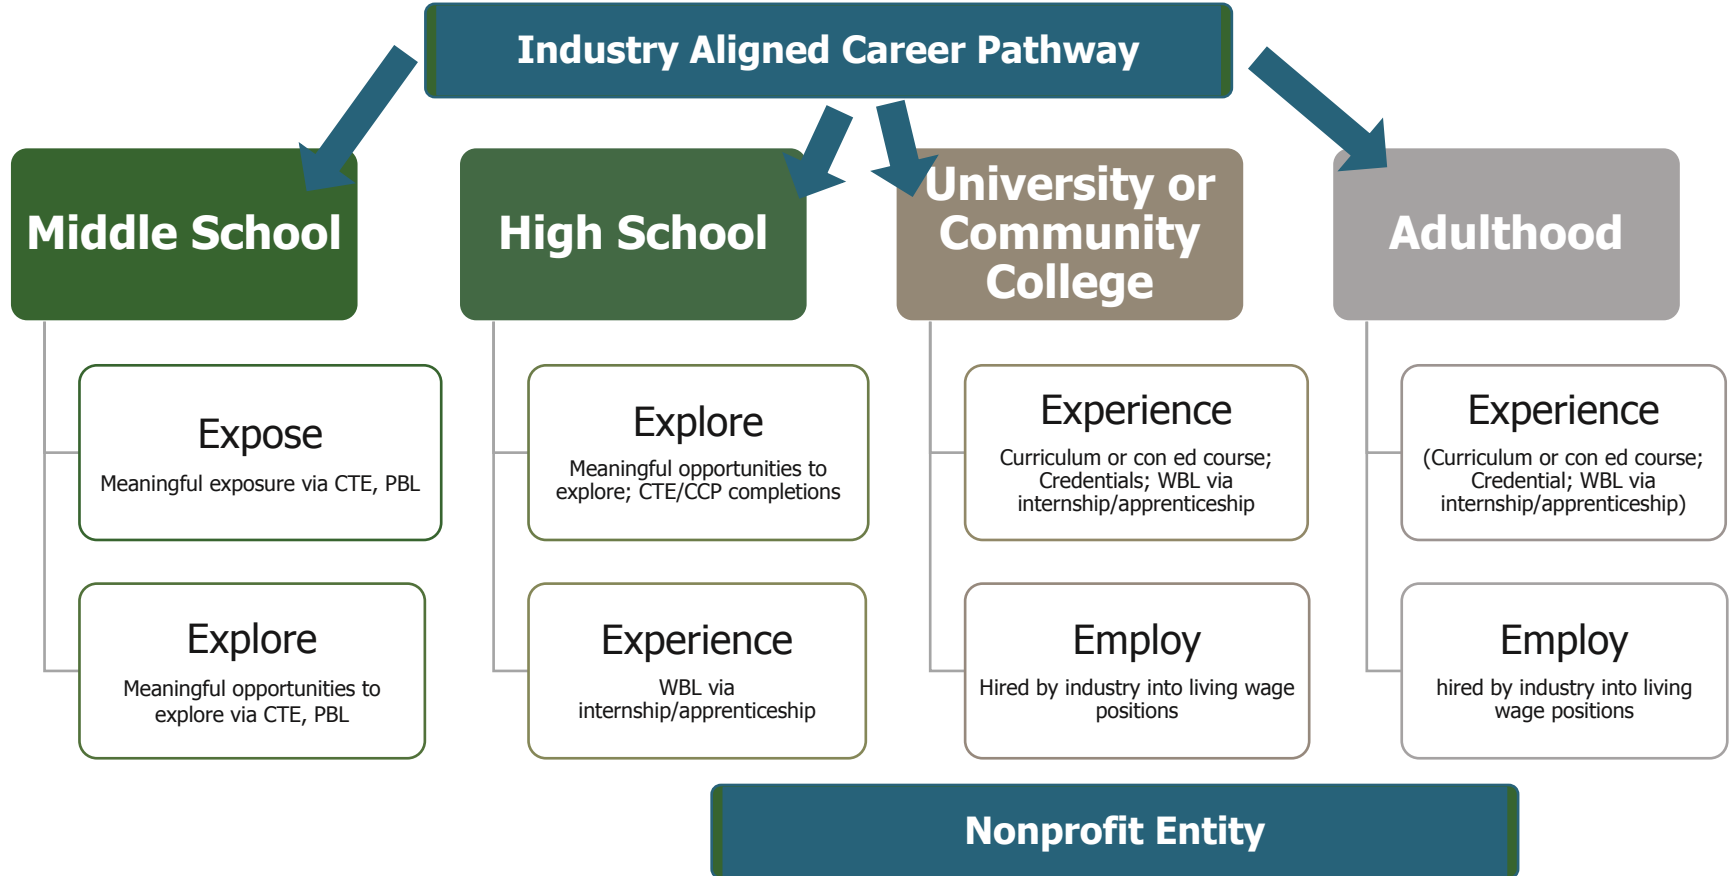 Industry Aligned Career Pathway
Middle School
High School
University or
Community
College
Adulthood
Expose
Meaningful exposure via CTE, PBL
Explore
Meaningful opportunities to
explore via CTE, PBL
Explore
Meaningful opportunities to
explore; CTE/CCP completions
Experience
WBL via
internship/apprenticeship
Experience
Curriculum or con ed course;
Credentials; WBL via
internship/apprenticeship
Employ
Hired by industry into living wage
positions
Experience
(Curriculum or con ed course;
Credential; WBL via
internship/apprenticeship)
Employ
hired by industry into living
wage positions
Nonprofit Entity